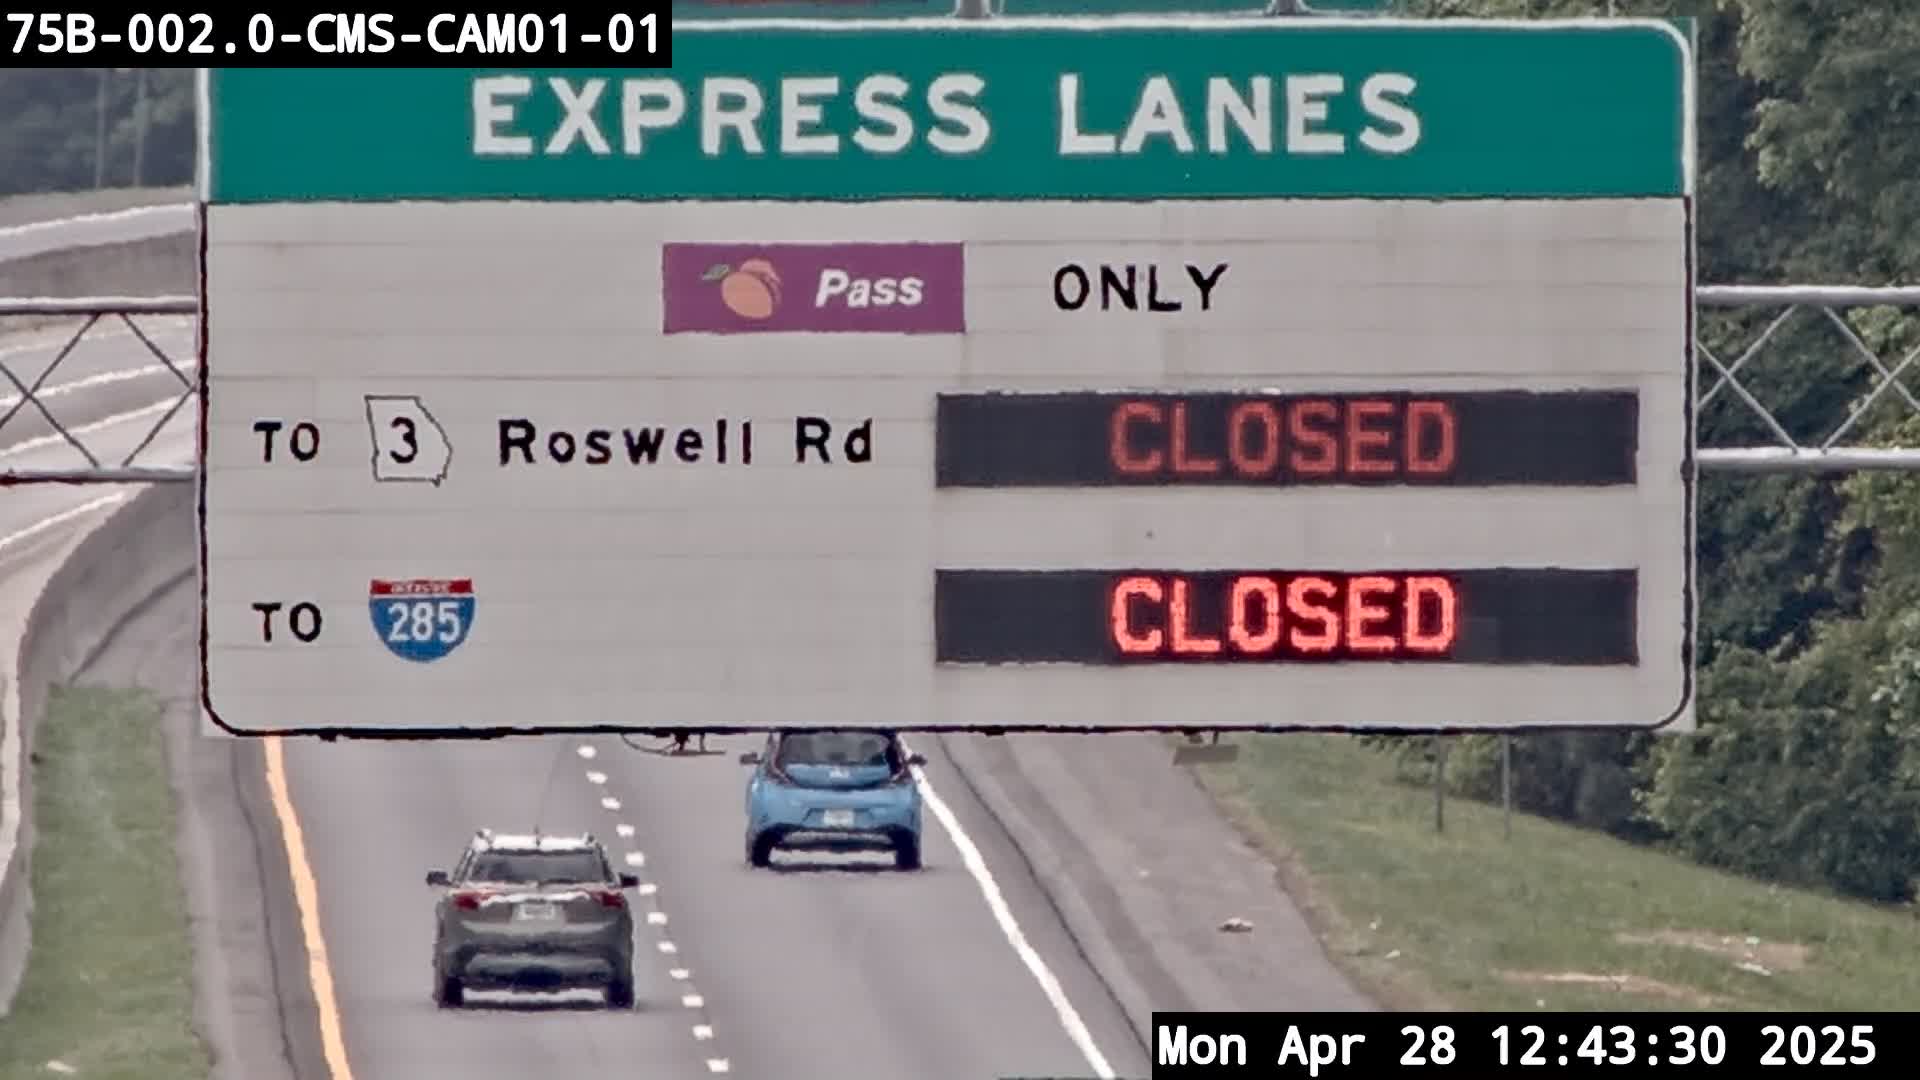 75B-002.0-CMS-CAM01-01
EXPRESS LANES
Pass ONLY
TO 3 Roswell Rd CLOSED
TO 285 CLOSED
Mon Apr 28 12:43:30 2025